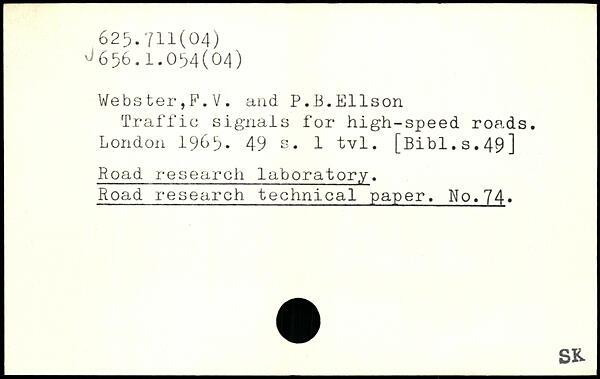 625.711(04)
656.1.054(04)
Webster,F.V. and P.B.Ellson
Traffic signals for high-speed roads.
London 1965. 49 s. 1 tvl. [Bibl.s.49]
Road research laboratory.
Road research technical paper. No.74.
SK